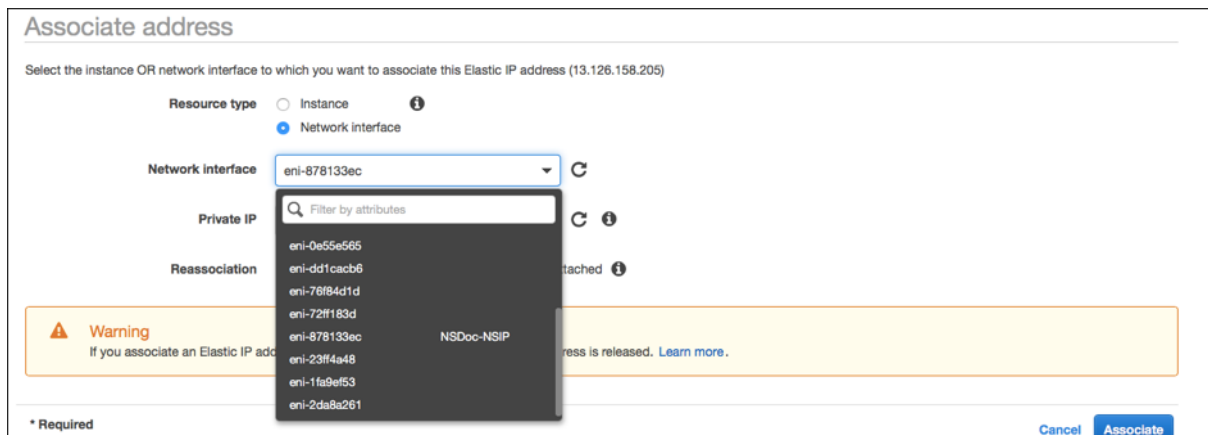 Associate address
Select the instance OR network interface to which you want to associate this Elastic IP address (13.126.158.205)
Resource type Instance
Network interface
Network interface eni-878133ec
Filter by attributes
Private IP
eni-0e55e565
Reassociation eni-dd1cacb6 tached
eni-76f84d1d
eni-72ff183d
Warning
eni-878133ec NSDoc-NSIP
If you associate an Elastic IP add ress is released. Learn more.
eni-23ff4a48
eni-1fa9ef53
eni-2da8a261
* Required
Cancel Associate